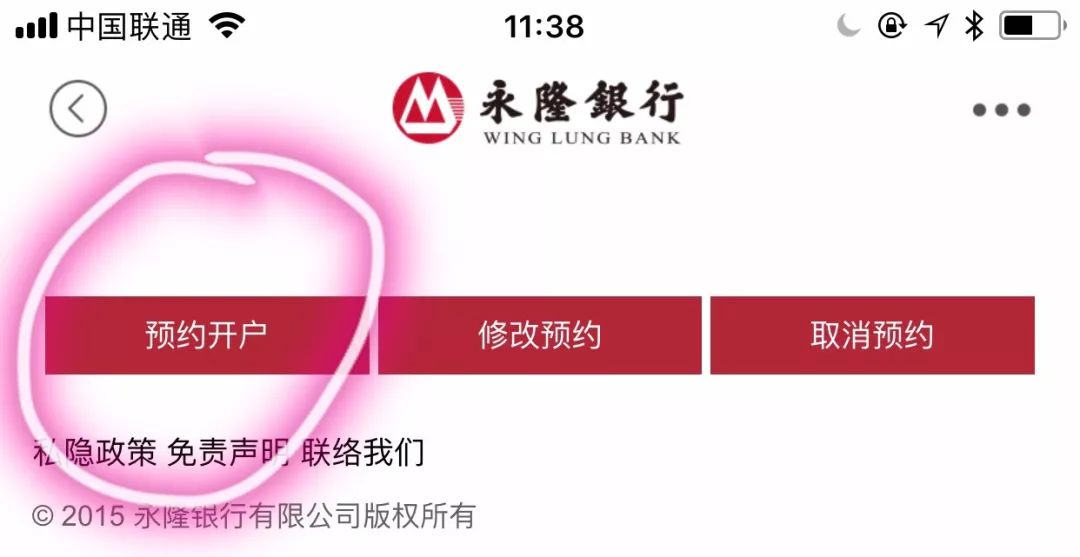 中国联通 11:38
永隆銀行
WING LUNG BANK
预约开户 修改预约 取消预约
私隐政策 免责声明 联络我们
© 2015 永隆银行有限公司版权所有